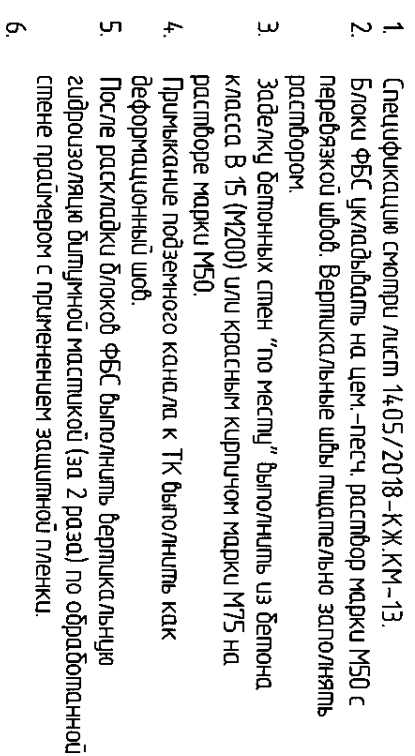 1. Спецификацию смотри лист 1405/2018-КЖ.КМ-13.
2. Блоки ФБС укладывать на цем.-песч. раствор марки М50 с
перевязкой швов. Вертикальные швы тщательно заполнять
раствором.
3. Заделку бетонных стен "по месту" выполнить из бетона
класса В 15 (М200) или красным кирпичом марки М75 на
растворе марки М50.
4. Примыкание подземного канала к ТК выполнить как
деформационный шов.
5. После раскладки блоков ФБС выполнить вертикальную
гидроизоляцю битумной мастикой (за 2 раза) по обработанной
стене праймером с применением защитной пленки.
6.